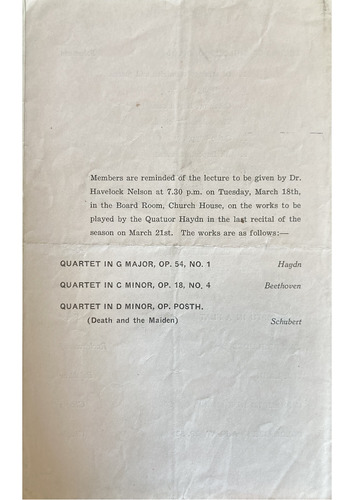 Members are reminded of the lecture to be given by Dr.
Havelock Nelson at 7.30 p.m. on Tuesday, March 18th,
in the Board Room, Church House, on the works to be
played by the Quatuor Haydn in the last recital of the
season on March 21st. The works are as follows:—
QUARTET IN G MAJOR, OP. 54, NO. 1 Haydn
QUARTET IN C MINOR, OP. 18, NO. 4 Beethoven
QUARTET IN D MINOR, OP. POSTH.
(Death and the Maiden) Schubert